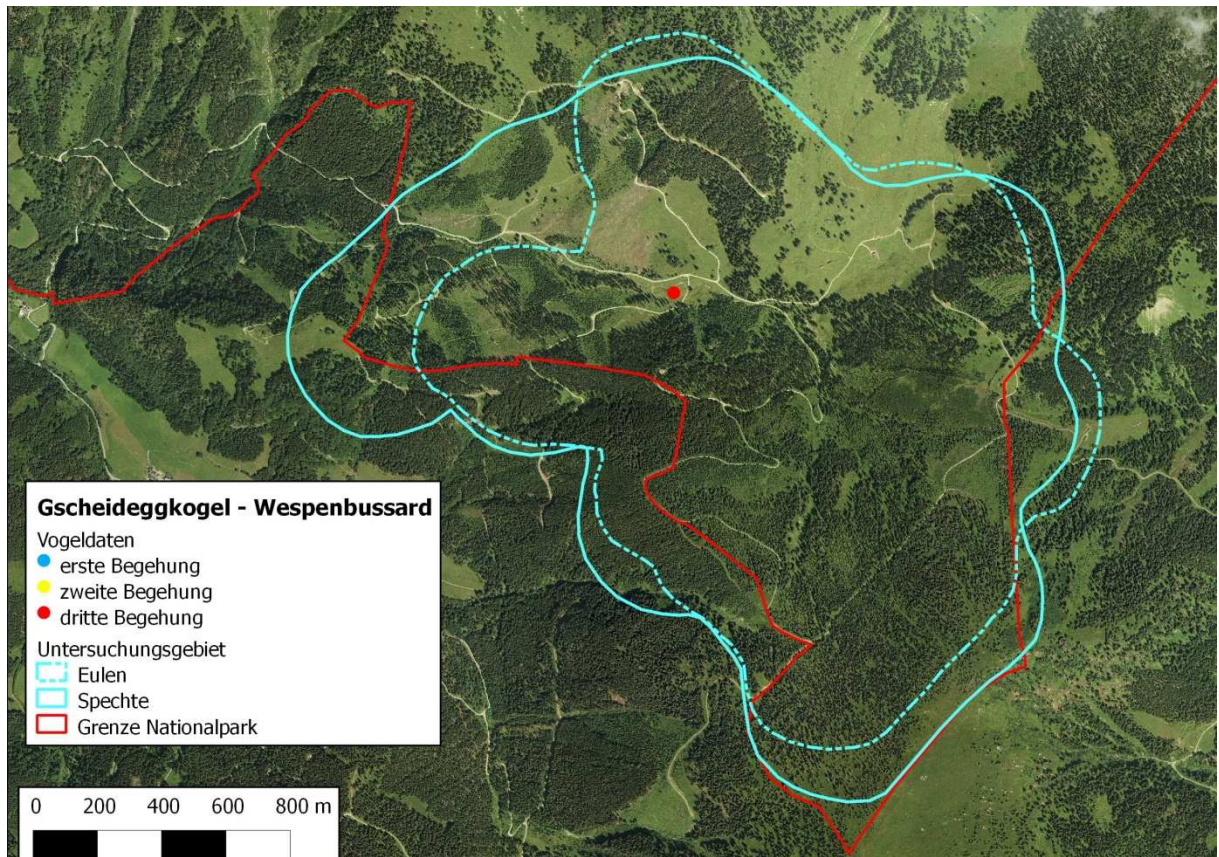 Gscheideggkogel - Wespenbussard
Vogeldaten
erste Begehung
zweite Begehung
dritte Begehung
Untersuchungsgebiet
Eulen
Spechte
Grenze Nationalpark
0 200 400 600 800 m